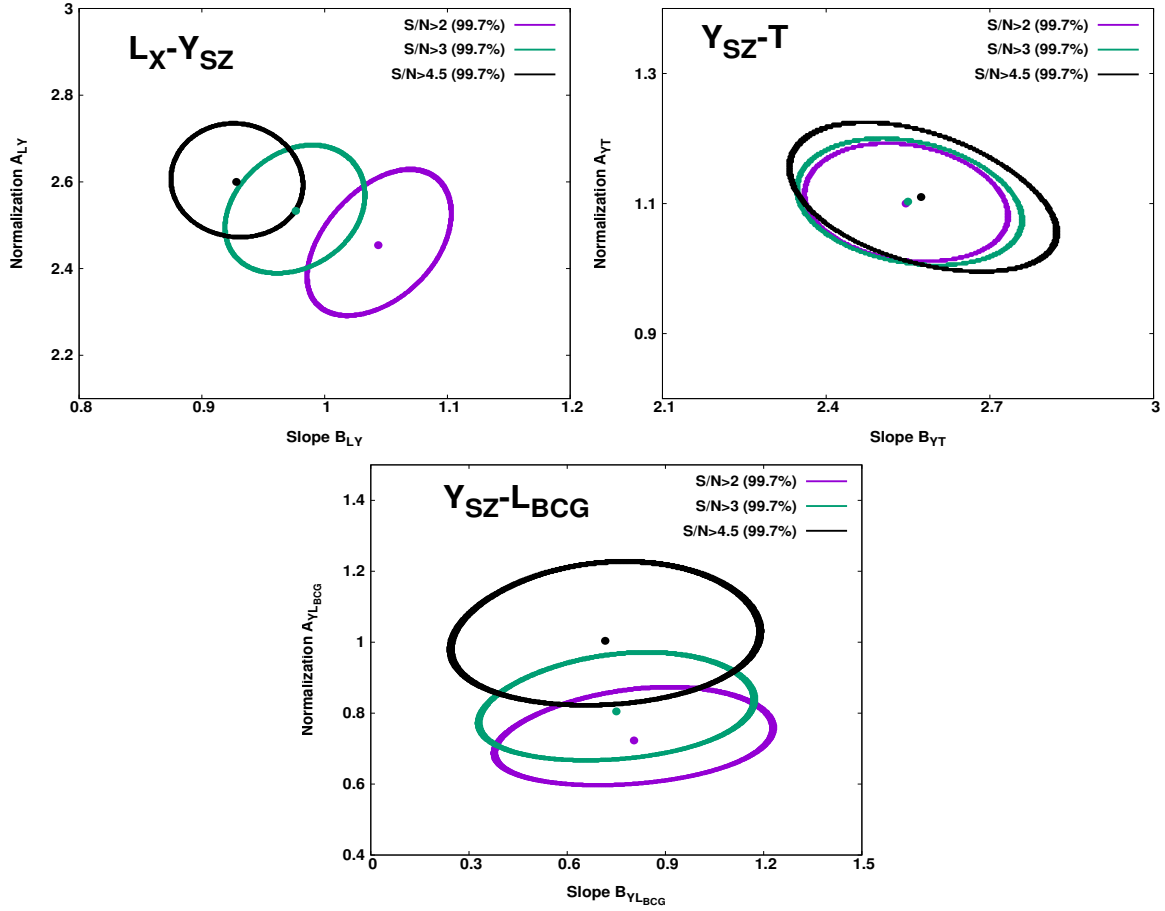 L_X-Y_SZ
S/N>2 (99.7%)
S/N>3 (99.7%)
S/N>4.5 (99.7%)
Normalization A_LY
3
2.8
2.6
2.4
2.2
0.8 0.9 1 1.1 1.2
Slope B_LY
Y_SZ-T
S/N>2 (99.7%)
S/N>3 (99.7%)
S/N>4.5 (99.7%)
Normalization A_YT
1.3
1.1
0.9
2.1 2.4 2.7 3
Slope B_YT
Y_SZ-L_BCG
S/N>2 (99.7%)
S/N>3 (99.7%)
S/N>4.5 (99.7%)
Normalization A_YL_BCG
1.4
1.2
1
0.8
0.6
0.4
0 0.3 0.6 0.9 1.2 1.5
Slope B_YL_BCG